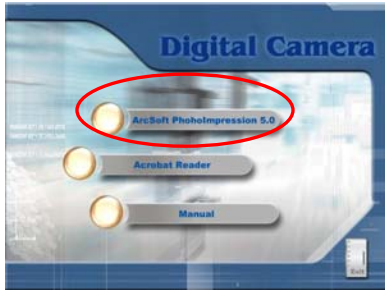 Digital Camera
ArcSoft PhohoImpression 5.0
Acrobat Reader
Manual
Exit